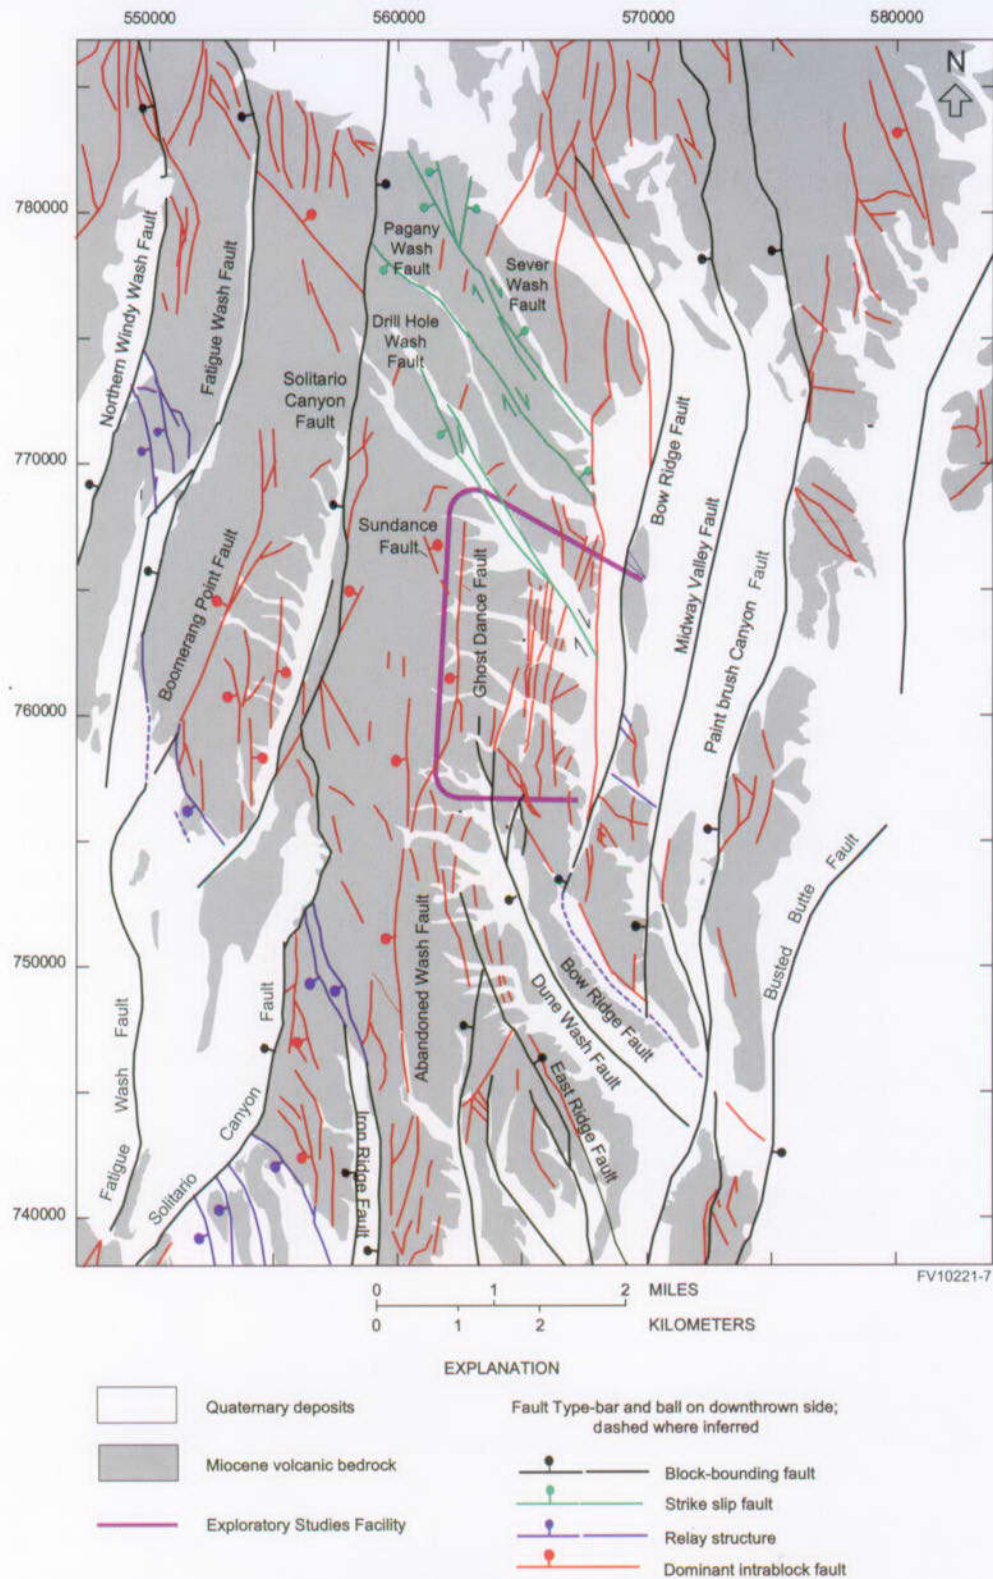 550000 560000 570000 580000
N
780000
770000
760000
750000
740000
Northern Windy Wash Fault
Fatigue Wash Fault
Pagany
Wash
Fault
Sever
Wash
Fault
Drill Hole
Wash
Fault
Solitario
Canyon
Fault
Bow Ridge Fault
Midway Valley Fault
Paint brush Canyon Fault
Sundance
Fault
Ghost Dance Fault
Boomerang Point Fault
Busted Butte Fault
Abandoned Wash Fault
Dune Wash Fault
Bow Ridge Fault
East Ridge Fault
Iron Ridge Fault
Fatigue Wash Fault
Solitario Canyon Fault
FV10221-7
0 1 2 MILES
0 1 2 KILOMETERS
EXPLANATION
Quaternary deposits
Miocene volcanic bedrock
Exploratory Studies Facility
Fault Type-bar and ball on downthrown side;
dashed where inferred
Block-bounding fault
Strike slip fault
Relay structure
Dominant intrablock fault